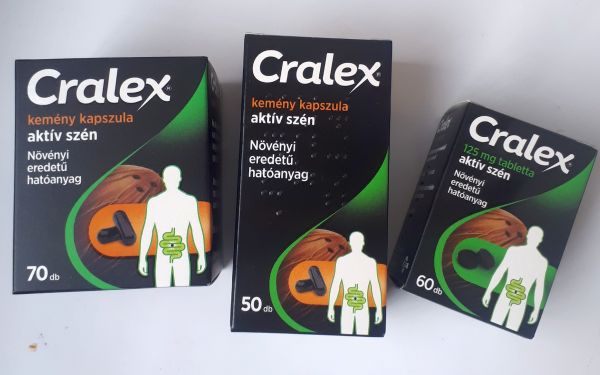 Cralex®
kemény kapszula
aktív szén
Növényi
eredetű
hatóanyag
70 db
Cralex®
kemény kapszula
aktív szén
Növényi
eredetű
hatóanyag
50 db
Cralex®
125 mg tabletta
aktív szén
Növényi
eredetű
hatóanyag
60 db